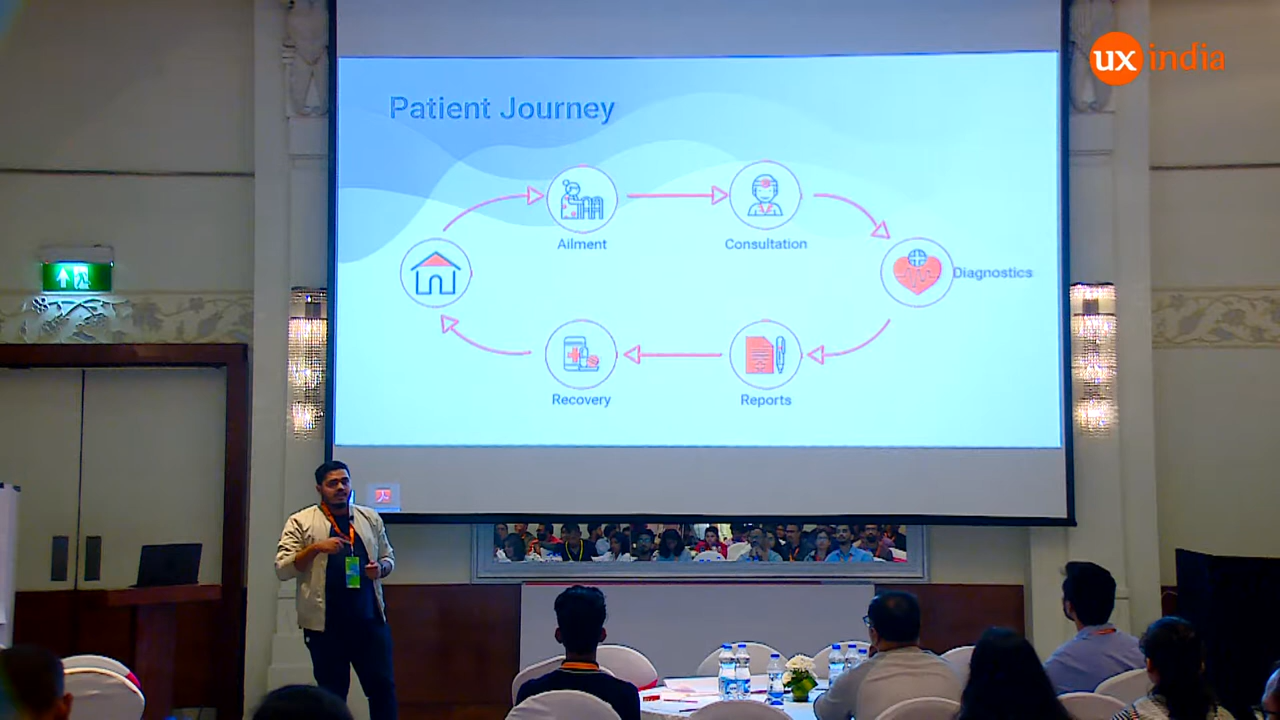 ux india
Patient Journey
Ailment
Consultation
Diagnostics
Recovery
Reports